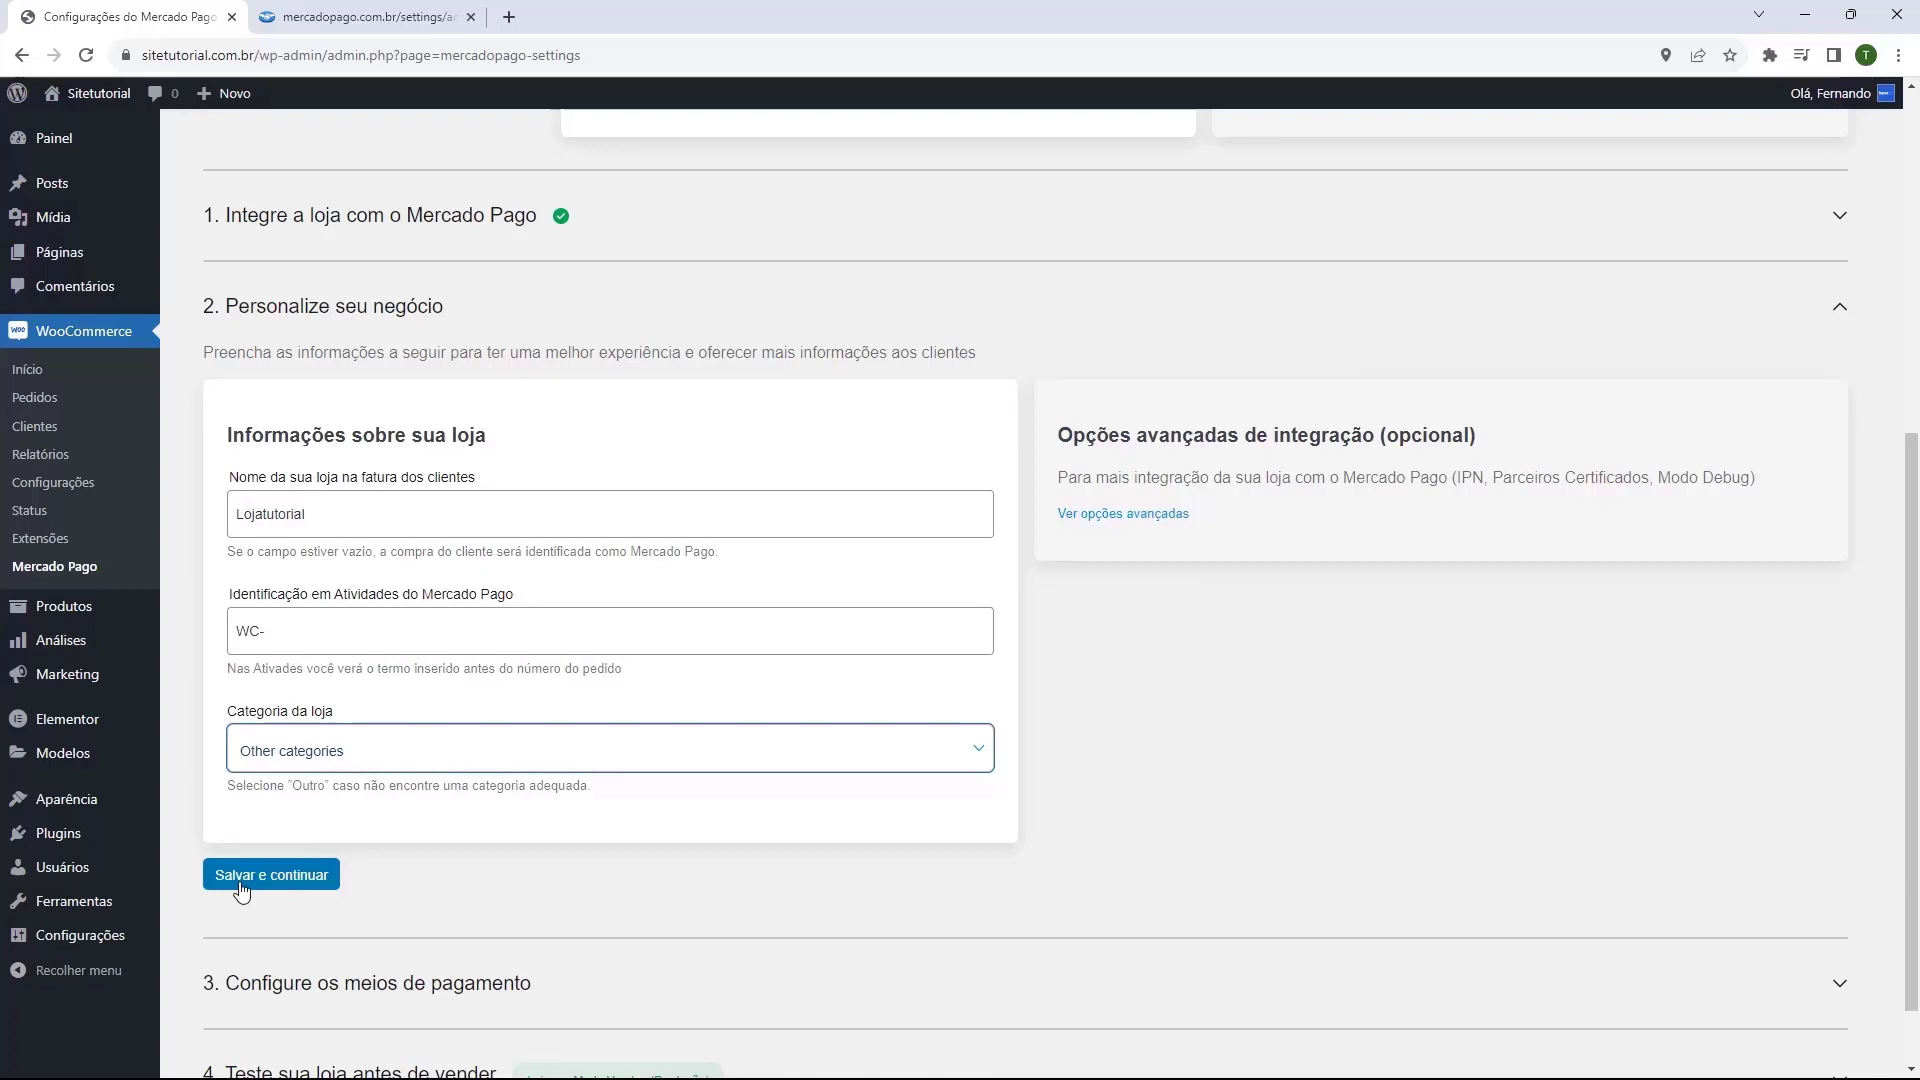 Configurações do Mercado Pago
mercadopago.com.br/settings/ac
sitetutorial.com.br/wp-admin/admin.php?page=mercadopago-settings
T
Sitetutorial
0
Novo
Olá, Fernando
Painel
Posts
Mídia
Páginas
Comentários
WooCommerce
Início
Pedidos
Clientes
Relatórios
Configurações
Status
Extensões
Mercado Pago
Produtos
Análises
Marketing
Elementor
Modelos
Aparência
Plugins
Usuários
Ferramentas
Configurações
Recolher menu
1. Integre a loja com o Mercado Pago
2. Personalize seu negócio
Preencha as informações a seguir para ter uma melhor experiência e oferecer mais informações aos clientes
Informações sobre sua loja
Nome da sua loja na fatura dos clientes
Lojatutorial
Se o campo estiver vazio, a compra do cliente será identificada como Mercado Pago.
Identificação em Atividades do Mercado Pago
WC-
Nas Ativades você verá o termo inserido antes do número do pedido
Categoria da loja
Other categories
Selecione "Outro" caso não encontre uma categoria adequada.
Opções avançadas de integração (opcional)
Para mais integração da sua loja com o Mercado Pago (IPN, Parceiros Certificados, Modo Debug)
Ver opções avançadas
Salvar e continuar
3. Configure os meios de pagamento
4. Teste sua loja antes de vender